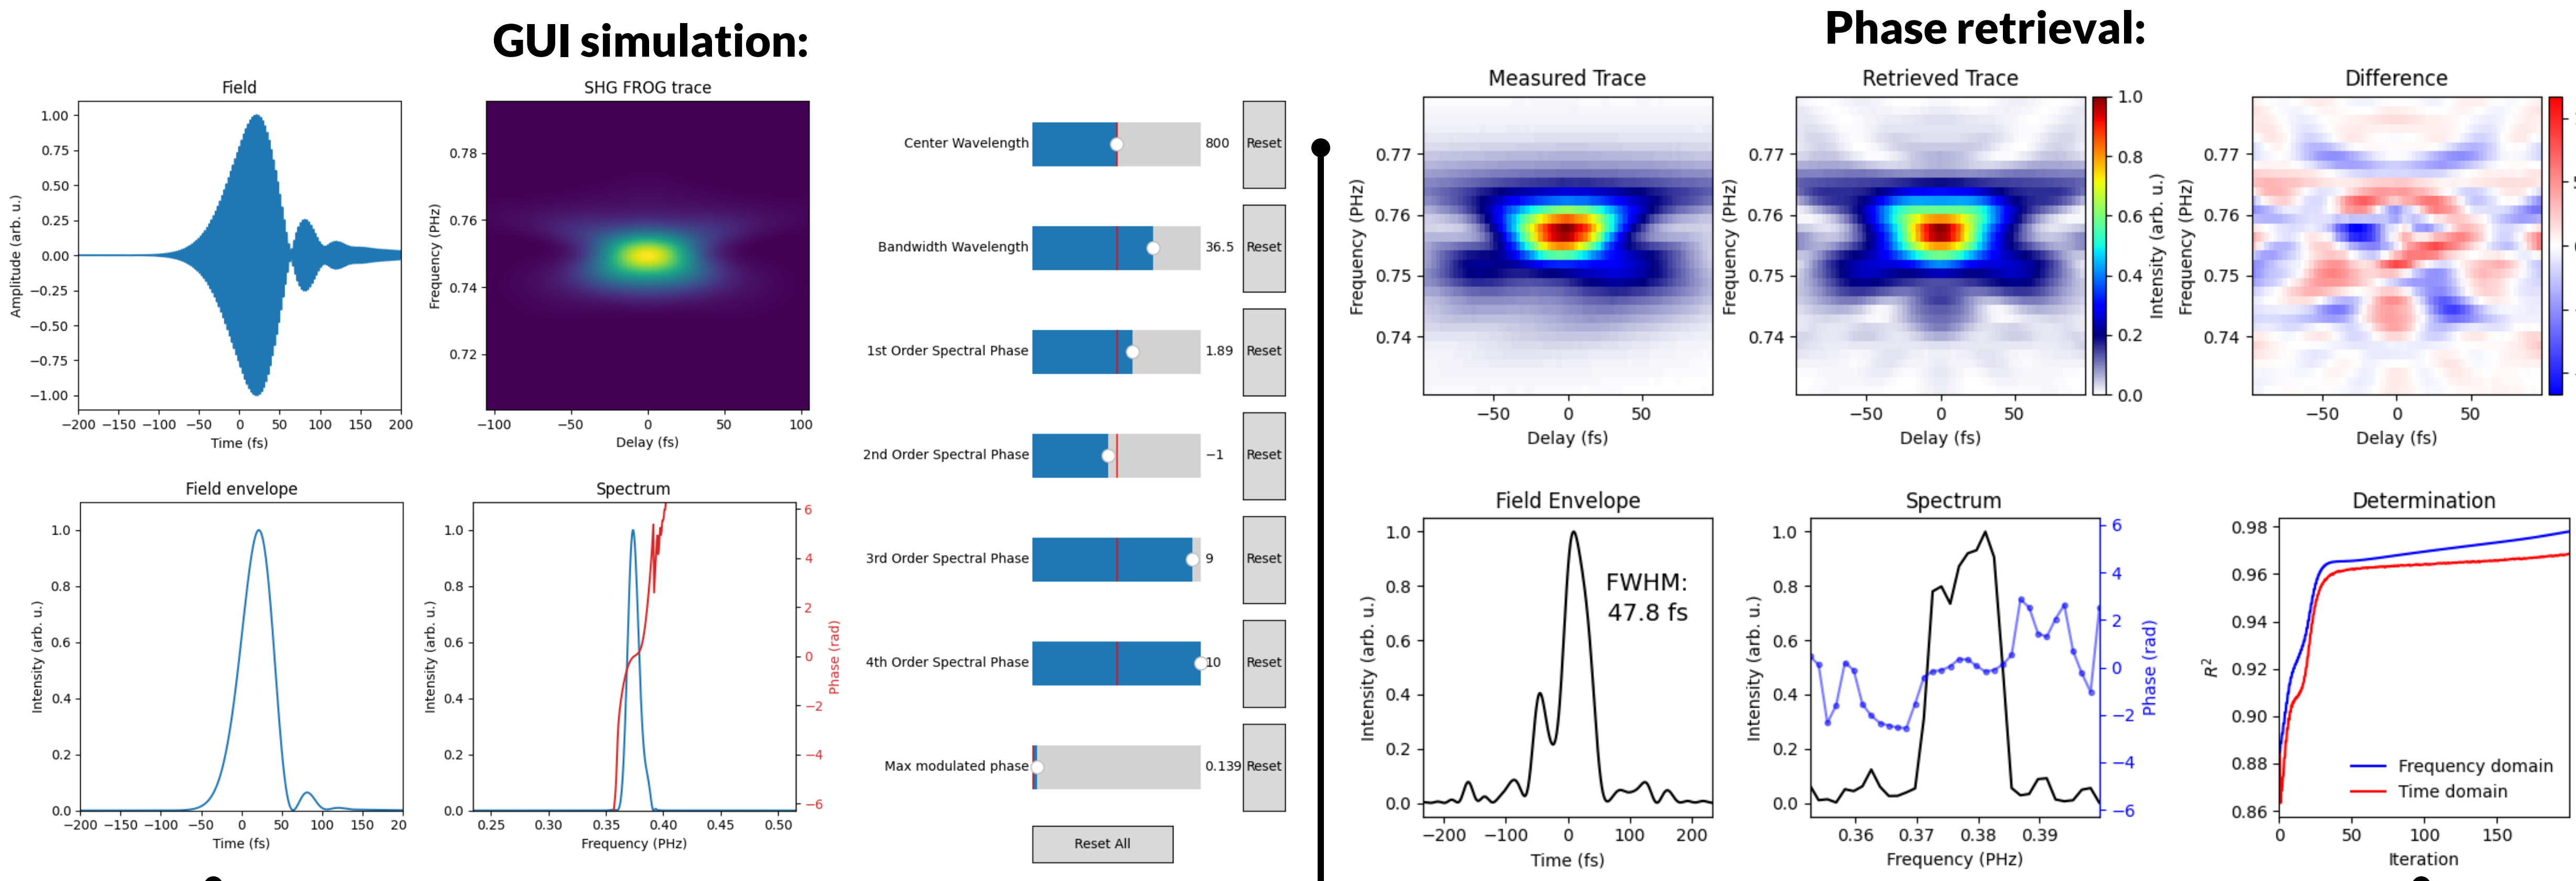 GUI simulation:
Field
1.00
0.75
0.50
0.25
0.00
−0.25
−0.50
−0.75
−1.00
Amplitude (arb. u.)
−200 −150 −100 −50 0 50 100 150 200
Time (fs)
SHG FROG trace
0.78
0.76
0.74
0.72
Frequency (PHz)
−100 −50 0 50 100
Delay (fs)
Field envelope
1.0
0.8
0.6
0.4
0.2
0.0
Intensity (arb. u.)
−200 −150 −100 −50 0 50 100 150 20
Time (fs)
Spectrum
1.0
0.8
0.6
0.4
0.2
0.0
Intensity (arb. u.)
6
4
2
0
−2
−4
−6
Phase (rad)
0.25 0.30 0.35 0.40 0.45 0.50
Frequency (PHz)
Center Wavelength 800 Reset
Bandwidth Wavelength 36.5 Reset
1st Order Spectral Phase 1.89 Reset
2nd Order Spectral Phase −1 Reset
3rd Order Spectral Phase 9 Reset
4th Order Spectral Phase 10 Reset
Max modulated phase 0.139 Reset
Reset All
Phase retrieval:
Measured Trace
0.77
0.76
0.75
0.74
Frequency (PHz)
−50 0 50
Delay (fs)
Retrieved Trace
0.77
0.76
0.75
0.74
Frequency (PHz)
−50 0 50
Delay (fs)
1.0
0.8
0.6
0.4
0.2
0.0
Intensity (arb. u.)
Difference
0.77
0.76
0.75
0.74
Frequency (PHz)
−50 0 50
Delay (fs)
Field Envelope
1.0
0.8
0.6
0.4
0.2
0.0
Intensity (arb. u.)
FWHM:
47.8 fs
−200 −100 0 100 200
Time (fs)
Spectrum
1.0
0.8
0.6
0.4
0.2
0.0
Intensity (arb. u.)
6
4
2
0
−2
−4
−6
Phase (rad)
0.36 0.37 0.38 0.39
Frequency (PHz)
Determination
0.98
0.96
0.94
0.92
0.90
0.88
0.86
R²
Frequency domain
Time domain
0 50 100 150
Iteration